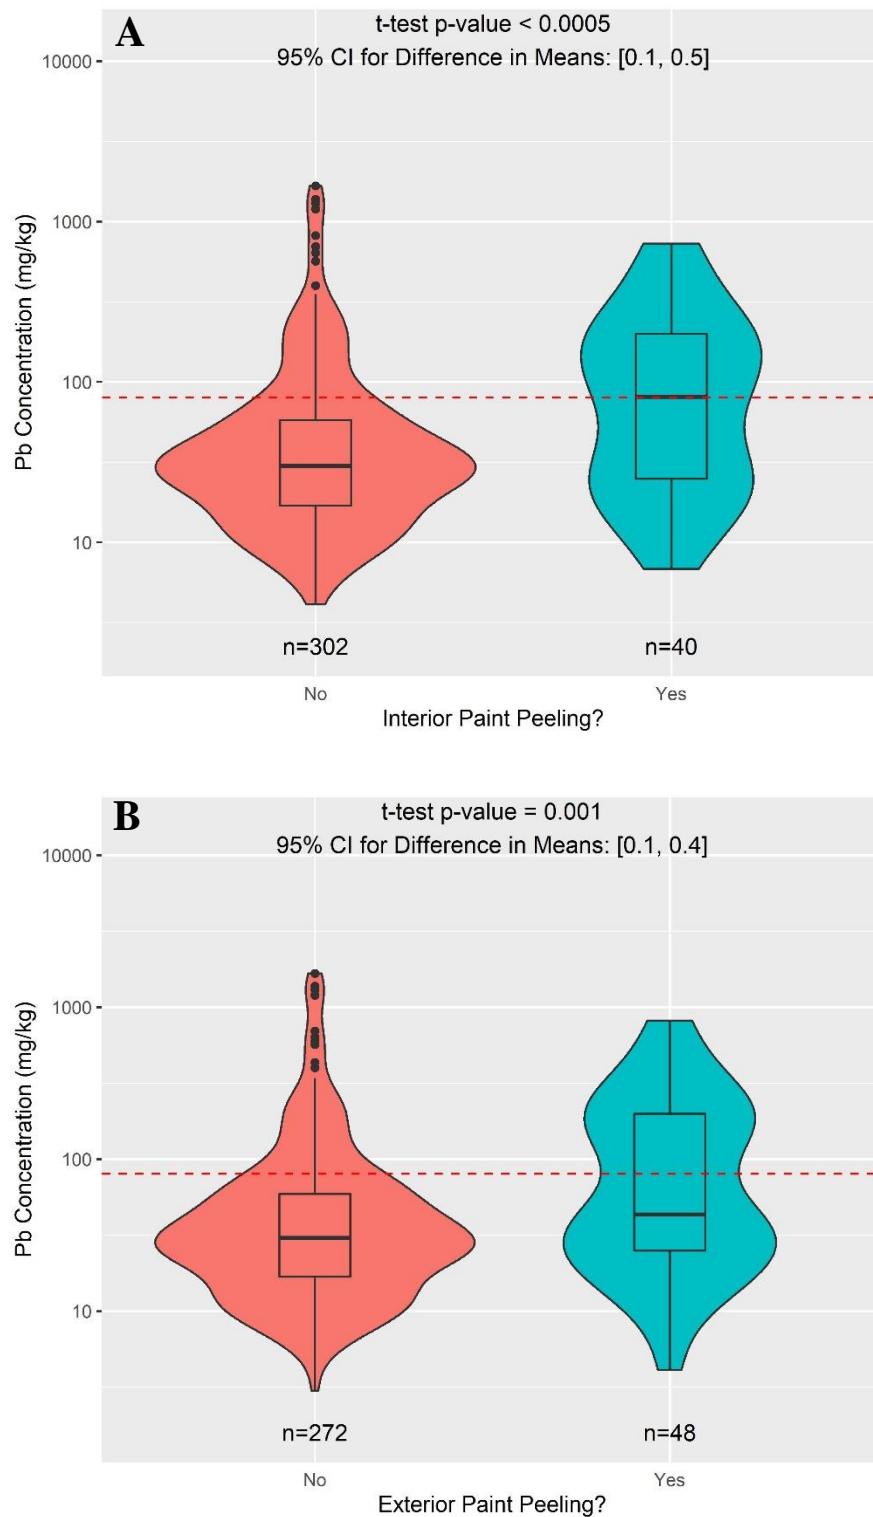 A
t-test p-value < 0.0005
95% CI for Difference in Means: [0.1, 0.5]
10000
1000
100
10
Pb Concentration (mg/kg)
n=302
n=40
No
Yes
Interior Paint Peeling?
B
t-test p-value = 0.001
95% CI for Difference in Means: [0.1, 0.4]
10000
1000
100
10
Pb Concentration (mg/kg)
n=272
n=48
No
Yes
Exterior Paint Peeling?